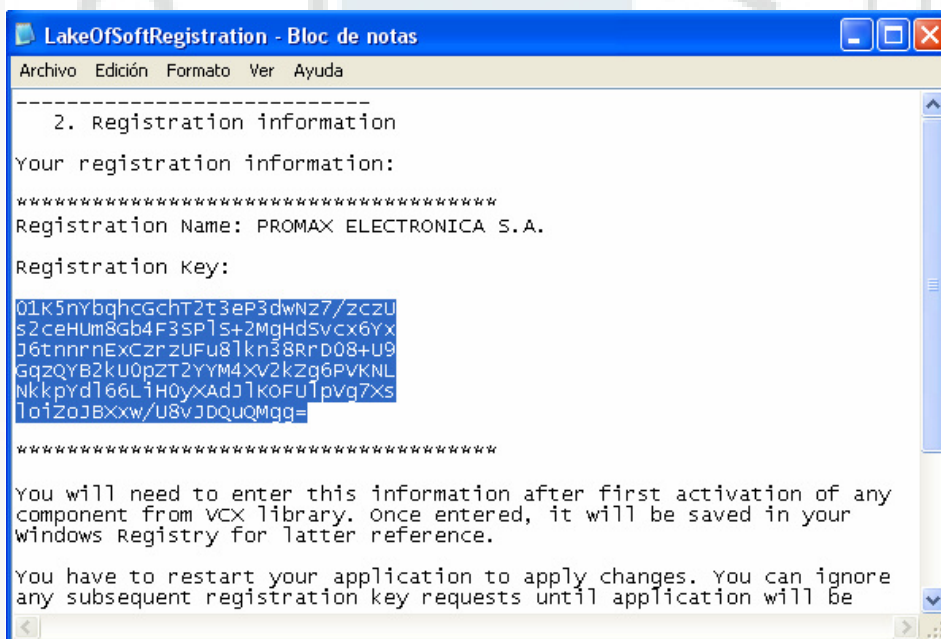 LakeOfSoftRegistration - Bloc de notas
Archivo Edición Formato Ver Ayuda
----------------------------
2. Registration information
Your registration information:
**************************************
Registration Name: PROMAX ELECTRONICA S.A.
Registration Key:
01K5nYbqhcGchT2t3eP3dwNz7/zczU
s2ceHUm8Gb4F3SPlS+2MgHdSvcx6Yx
J6tnnrnExCzrzUFu8lkn38RrD08+U9
GqzQYB2kU0pZT2YYM4XV2kZg6PVKNL
NkkpYdl66LiH0yXAdJlKOFUlpVg7Xs
loiZoJBXxw/U8vJDQuQMgg=
**************************************
You will need to enter this information after first activation of any
component from VCX library. Once entered, it will be saved in your
Windows Registry for latter reference.
You have to restart your application to apply changes. You can ignore
any subsequent registration key requests until application will be